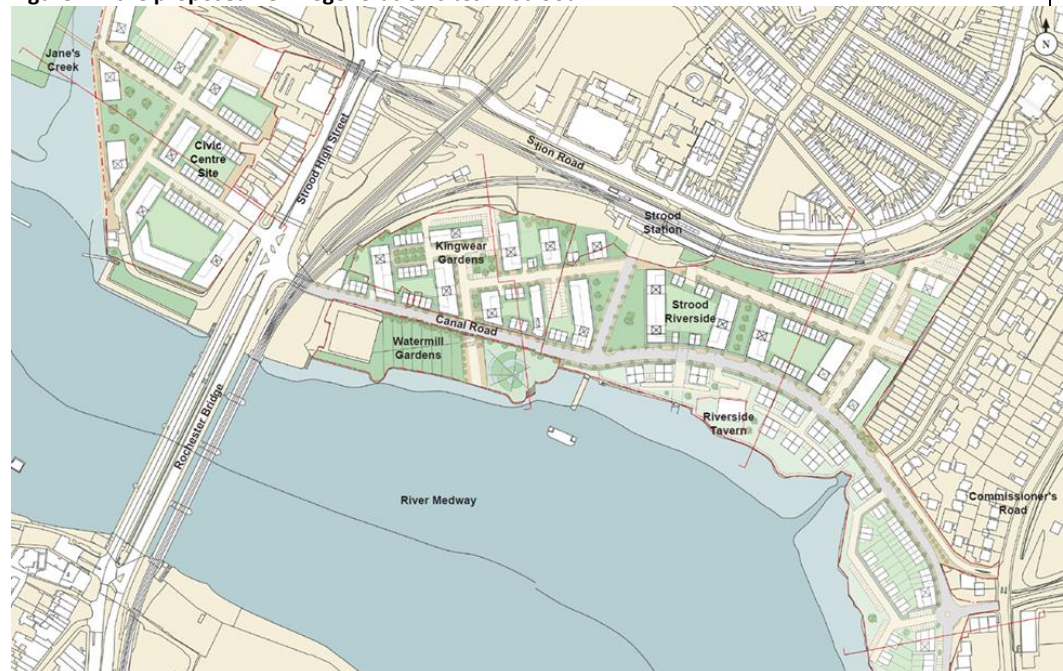 proposed
N
Jane's
Creek
Civic
Centre
Site
Strood High Street
Station Road
Strood
Station
Kingwear
Gardens
Strood
Riverside
Canal Road
Watermill
Gardens
Riverside
Tavern
Rochester Bridge
River Medway
Commissioner's
Road